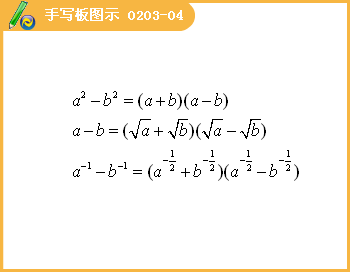 手写板图示 0203-04
a² − b² = (a + b)(a − b)
a − b = (√a + √b)(√a − √b)
a⁻¹ − b⁻¹ = (a^(-1/2) + b^(-1/2))(a^(-1/2) − b^(-1/2))